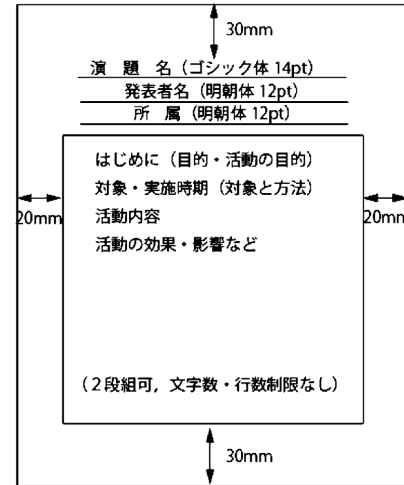 30mm
演　題　名（ゴシック体 14pt）
発表者名（明朝体 12pt）
所　属（明朝体 12pt）
はじめに（目的・活動の目的）
対象・実施時期（対象と方法）
20mm
20mm
活動内容
活動の効果・影響など
（２段組可，文字数・行数制限なし）
30mm